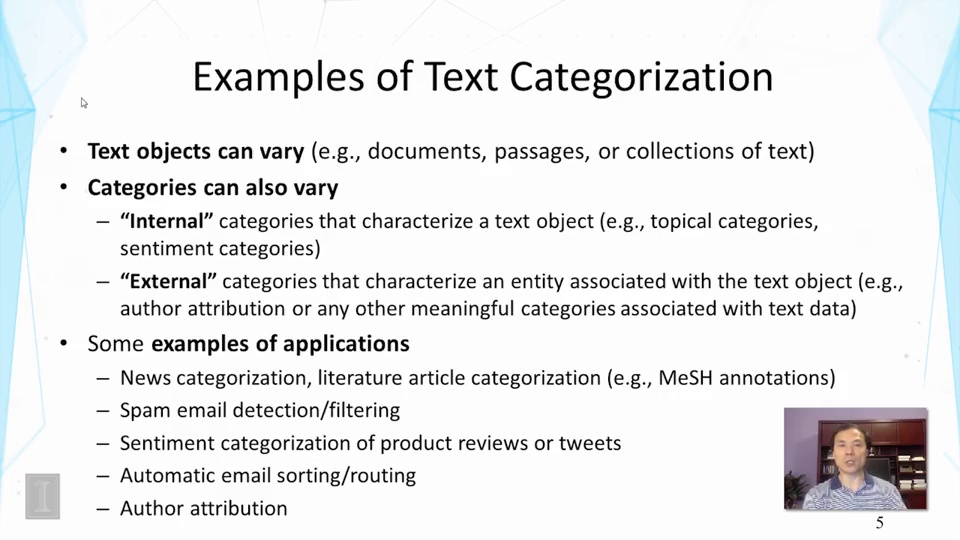 Examples of Text Categorization
• Text objects can vary (e.g., documents, passages, or collections of text)
• Categories can also vary
– “Internal” categories that characterize a text object (e.g., topical categories,
sentiment categories)
– “External” categories that characterize an entity associated with the text object (e.g.,
author attribution or any other meaningful categories associated with text data)
• Some examples of applications
– News categorization, literature article categorization (e.g., MeSH annotations)
– Spam email detection/filtering
– Sentiment categorization of product reviews or tweets
– Automatic email sorting/routing
– Author attribution
I
5